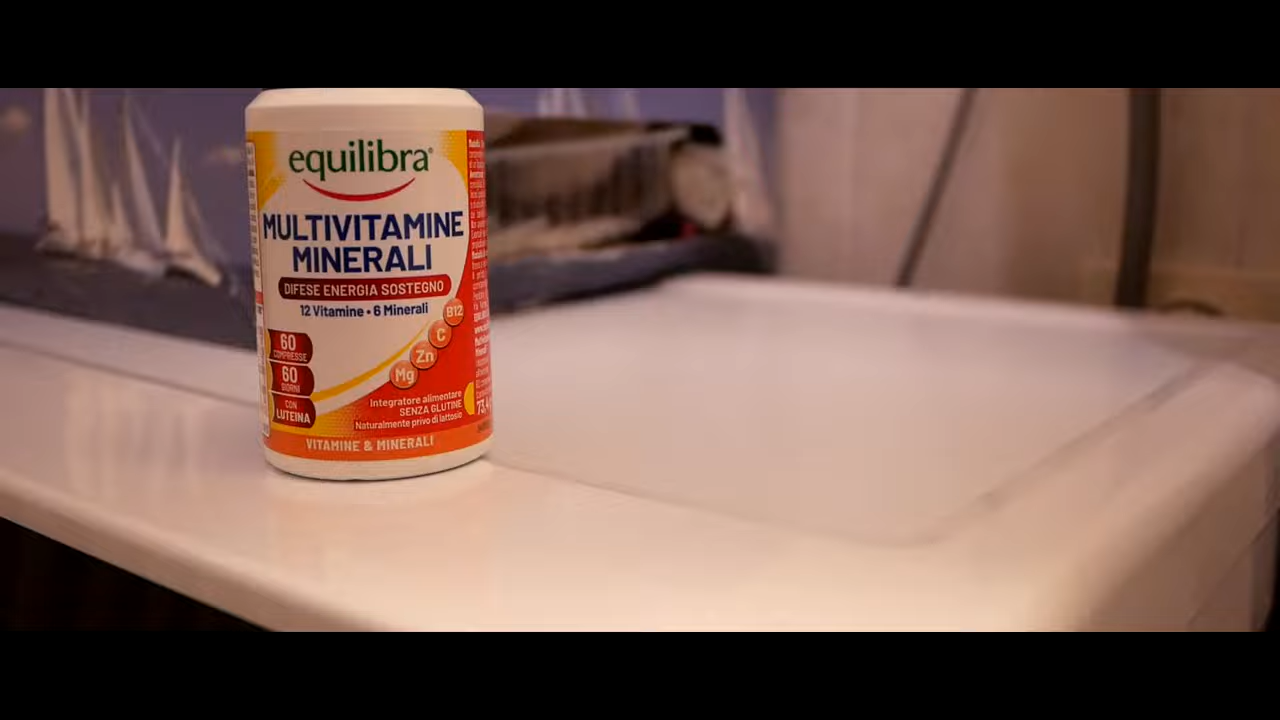 equilibra®
MULTIVITAMINE
MINERALI
DIFESE ENERGIA SOSTEGNO
12 Vitamine • 6 Minerali
B12
C
Zn
Mg
60
COMPRESSE
60
GIORNI
CON
LUTEINA
Integratore alimentare
SENZA GLUTINE
Naturalmente privo di lattosio
VITAMINE & MINERALI